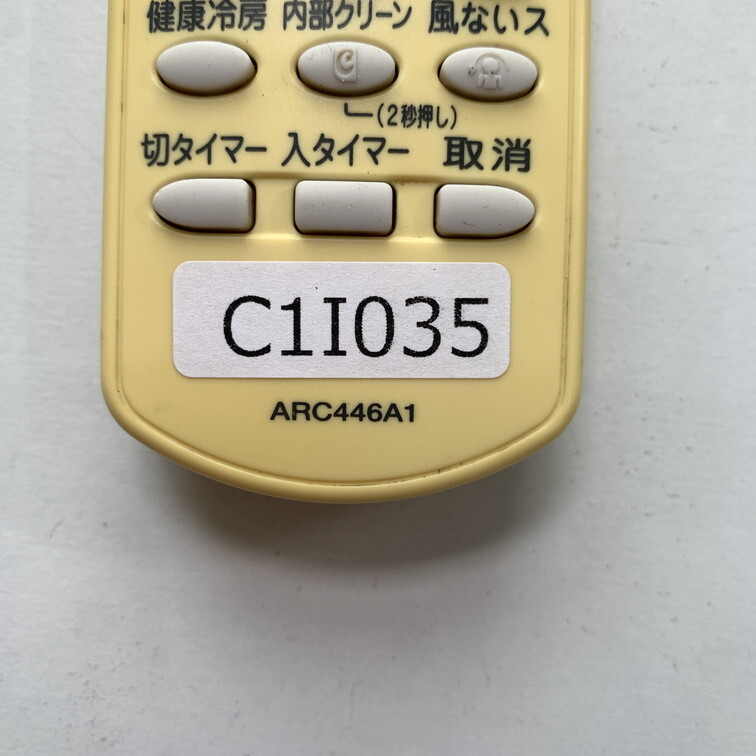 健康冷房 内部クリーン 風ないス
(2秒押し)
切タイマー 入タイマー 取消
C1I035
ARC446A1